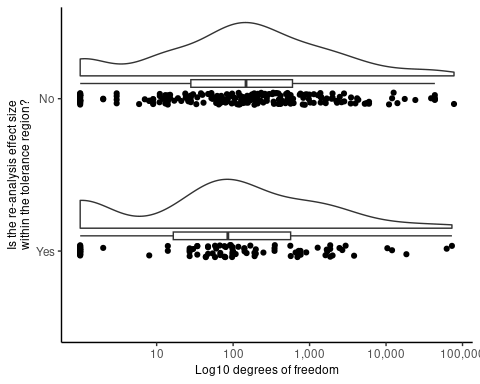 Is the re-analysis effect size
within the tolerance region?
No
Yes
10
100
1,000
10,000
100,000
Log10 degrees of freedom